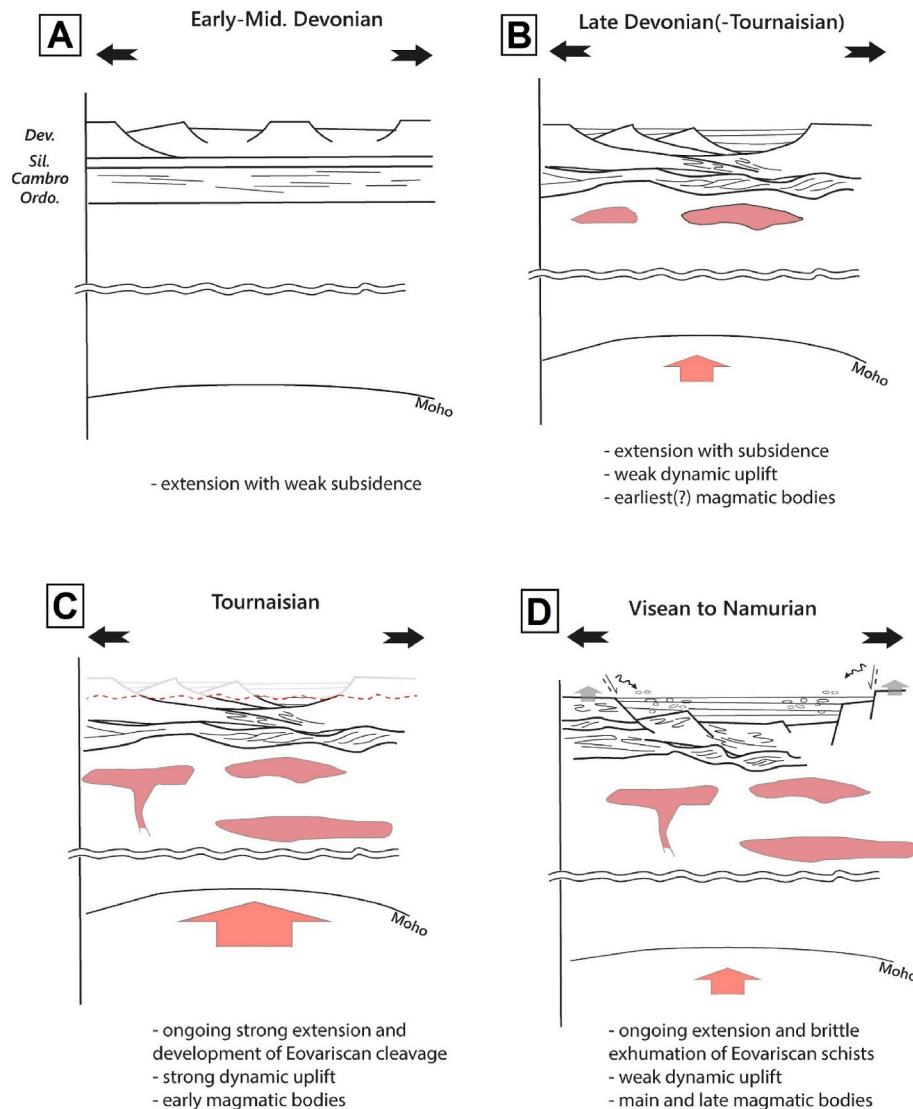 A
Early-Mid. Devonian
Dev.
Sil.
Cambro
Ordo.
Moho
- extension with weak subsidence
B
Late Devonian(-Tournaisian)
Moho
- extension with subsidence
- weak dynamic uplift
- earliest(?) magmatic bodies
C
Tournaisian
Moho
- ongoing strong extension and
development of Eovariscan cleavage
- strong dynamic uplift
- early magmatic bodies
D
Visean to Namurian
Moho
- ongoing extension and brittle
exhumation of Eovariscan schists
- weak dynamic uplift
- main and late magmatic bodies